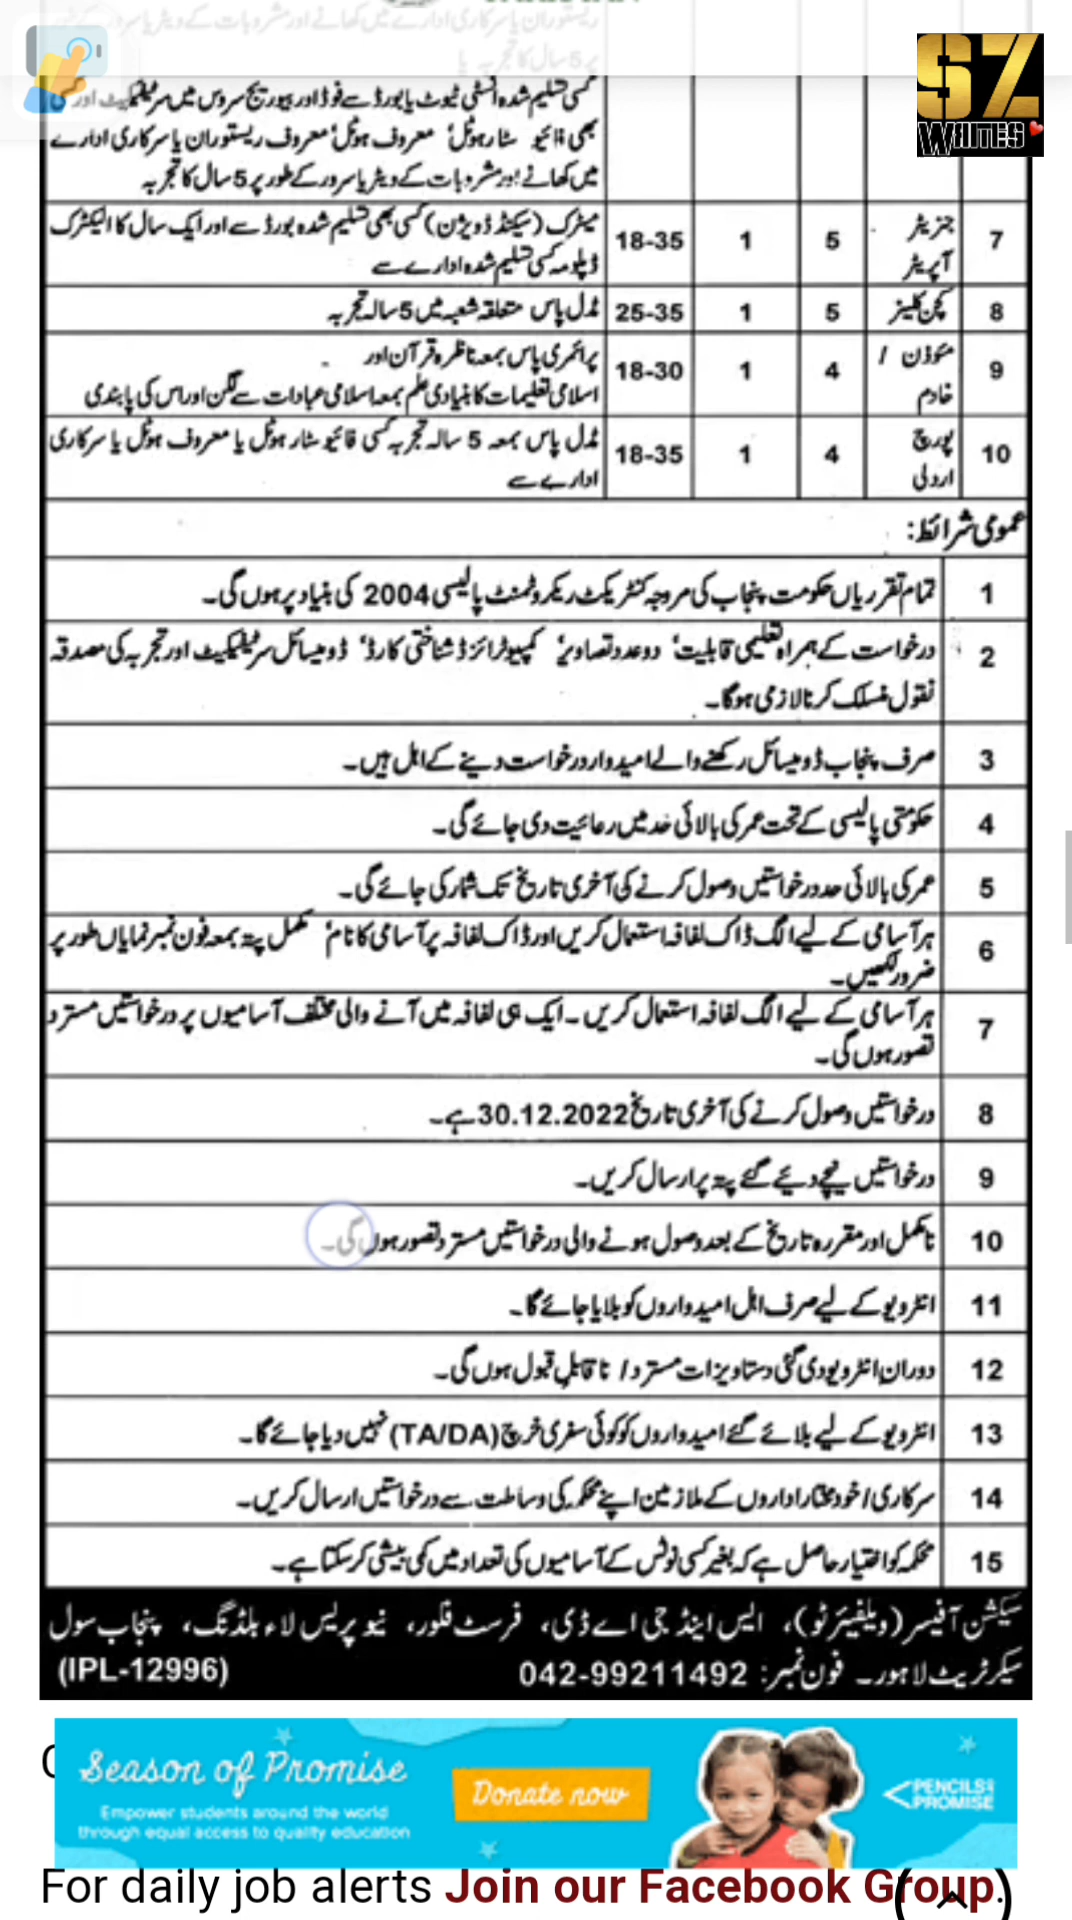 SZ
WRITES
کسی تسلیم شدہ انسٹی ٹیوٹ یا بورڈ سے فوڈ اور بیوریج سروس میں سرٹیفکیٹ اور کسی
بھی فائیو سٹار ہوٹل' معروف ہوٹل' معروف ریستوران یا سرکاری ادارے
میں کھانے اور مشروبات کے ویٹر یا سرور کے طور پر 5 سال کا تجربہ
7 جنریٹر آپریٹر 5 1 18-35 میٹرک (سیکنڈ ڈویژن) کسی بھی تسلیم شدہ بورڈ سے اور ایک سال کا الیکٹرک
ڈپلومہ کسی تسلیم شدہ ادارے سے
8 کچن کلینر 5 1 25-35 مڈل پاس متعلقہ شعبہ میں 5 سالہ تجربہ
9 مؤذن / خادم 4 1 18-30 پرائمری پاس بمعہ ناظرہ قرآن اور
اسلامی تعلیمات کا بنیادی علم بمعہ اسلامی عبادات سے لگن اور اس کی پابندی
10 پورچ اردلی 4 1 18-35 مڈل پاس بمعہ 5 سالہ تجربہ کسی فائیو سٹار ہوٹل یا معروف ہوٹل یا سرکاری
ادارے سے
عمومی شرائط:
1 تمام تقرریاں حکومت پنجاب کی مروجہ کنٹریکٹ ریکروٹمنٹ پالیسی 2004 کی بنیاد پر ہوں گی۔
2 درخواست کے ہمراہ تعلیمی قابلیت' دو عدد تصاویر' کمپیوٹرائزڈ شناختی کارڈ' ڈومیسائل سرٹیفکیٹ اور تجربہ کی مصدقہ
نقول منسلک کرنا لازمی ہوگا۔
3 صرف پنجاب ڈومیسائل رکھنے والے امیدوار درخواست دینے کے اہل ہیں۔
4 حکومتی پالیسی کے تحت عمر کی بالائی حد میں رعائیت دی جائے گی۔
5 عمر کی بالائی حد درخواستیں وصول کرنے کی آخری تاریخ تک شمار کی جائے گی۔
6 ہر آسامی کے لیے الگ ڈاک لفافہ استعمال کریں اور ڈاک لفافہ پر آسامی کا نام' مکمل پتہ بمعہ فون نمبر نمایاں طور پر
ضرور لکھیں۔
7 ہر آسامی کے لیے الگ لفافہ استعمال کریں۔ ایک ہی لفافہ میں آنے والی مختلف آسامیوں پر درخواستیں مسترد
تصور ہوں گی۔
8 درخواستیں وصول کرنے کی آخری تاریخ 30.12.2022 ہے۔
9 درخواستیں نیچے دیئے گئے پتہ پر ارسال کریں۔
10 نامکمل اور مقررہ تاریخ کے بعد وصول ہونے والی درخواستیں مسترد تصور ہوں گی۔
11 انٹرویو کے لیے صرف اہل امیدواروں کو بلایا جائے گا۔
12 دوران انٹرویو دی گئی دستاویزات مسترد / ناقابلِ قبول ہوں گی۔
13 انٹرویو کے لیے بلائے گئے امیدواروں کو کوئی سفری خرچ (TA/DA) نہیں دیا جائے گا۔
14 سرکاری / خود مختار اداروں کے ملازمین اپنے محکمہ کی وساطت سے درخواستیں ارسال کریں۔
15 محکمہ کو اختیار حاصل ہے کہ بغیر کسی نوٹس کے آسامیوں کی تعداد میں کمی بیشی کر سکتا ہے۔
سیکشن آفیسر (ویلفیئر ٹو)، ایس اینڈ جی اے ڈی، فرسٹ فلور، نیو پریس لاء بلڈنگ، پنجاب سول
سیکرٹریٹ لاہور۔ فون نمبر: 042-99211492 (IPL-12996)
Season of Promise
Empower students around the world
through equal access to quality education
Donate now
PENCILS OF
PROMISE
For daily job alerts Join our Facebook Group.